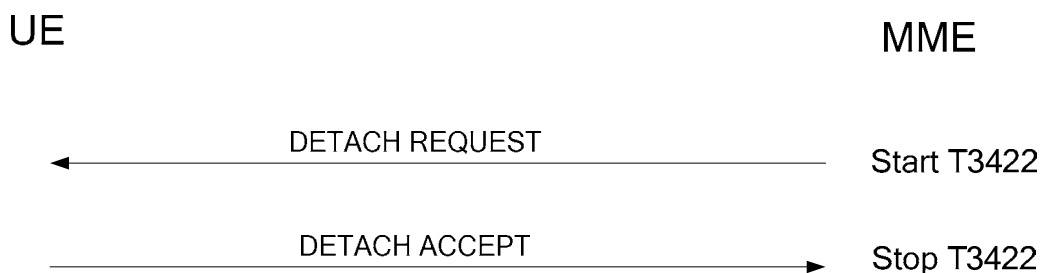 UE
MME
DETACH REQUEST
Start T3422
DETACH ACCEPT
Stop T3422